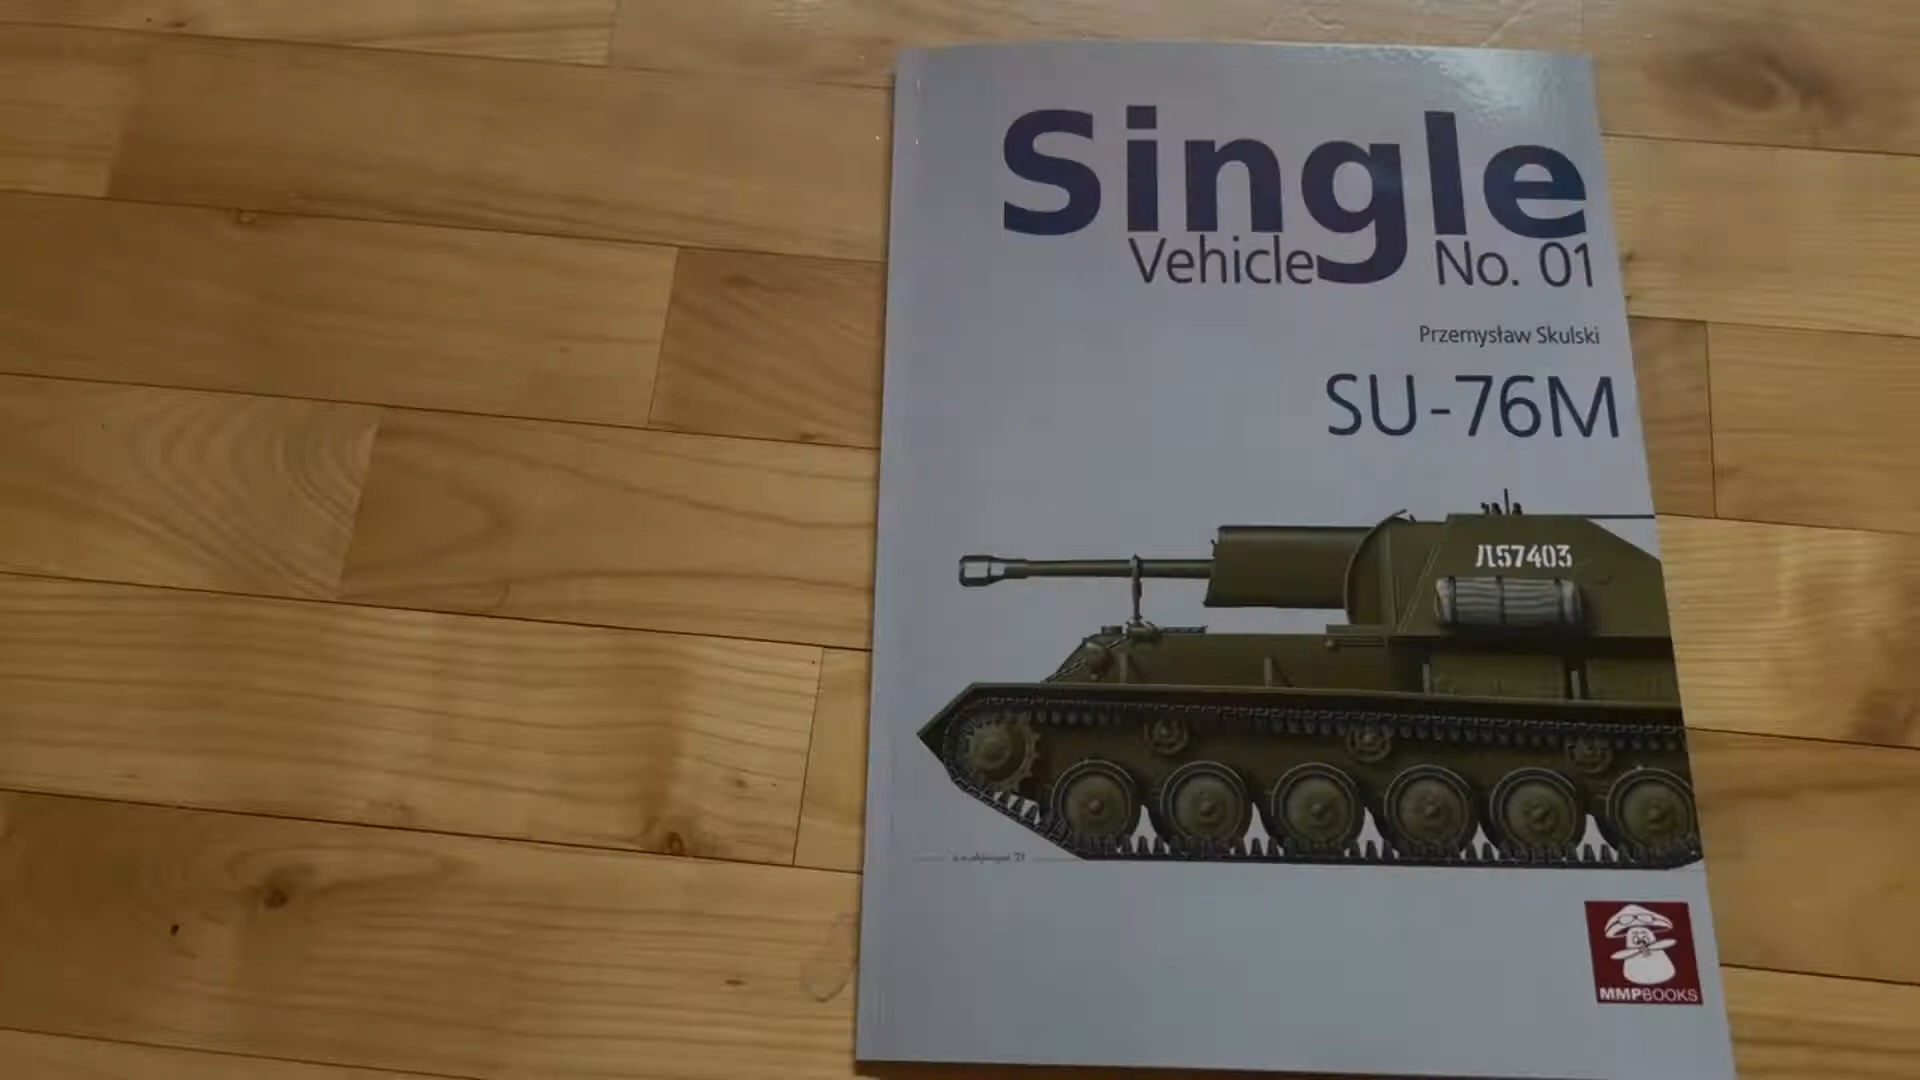 Single
Vehicle No. 01
Przemysław Skulski
SU-76M
Л57403
MMPBOOKS